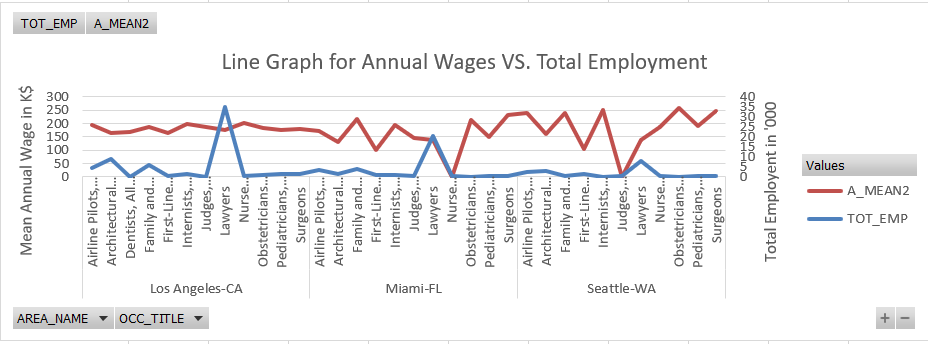 TOT_EMP A_MEAN2
Line Graph for Annual Wages VS. Total Employment
Mean Annual Wage in K$
300
250
200
150
100
50
0
40
35
30
25
20
15
10
5
0
Total Employent in '000
Airline Pilots,...
Architectural...
Dentists, All...
Family and...
First-Line...
Internists,...
Judges,...
Lawyers
Nurse...
Obstetricians...
Pediatricians,...
Surgeons
Airline Pilots,...
Architectural...
Family and...
First-Line...
Internists,...
Judges,...
Lawyers
Nurse...
Obstetricians...
Pediatricians,...
Surgeons
Airline Pilots,...
Architectural...
Family and...
First-Line...
Internists,...
Judges,...
Lawyers
Nurse...
Obstetricians...
Pediatricians,...
Surgeons
Los Angeles-CA
Miami-FL
Seattle-WA
Values
A_MEAN2
TOT_EMP
AREA_NAME OCC_TITLE
+ −